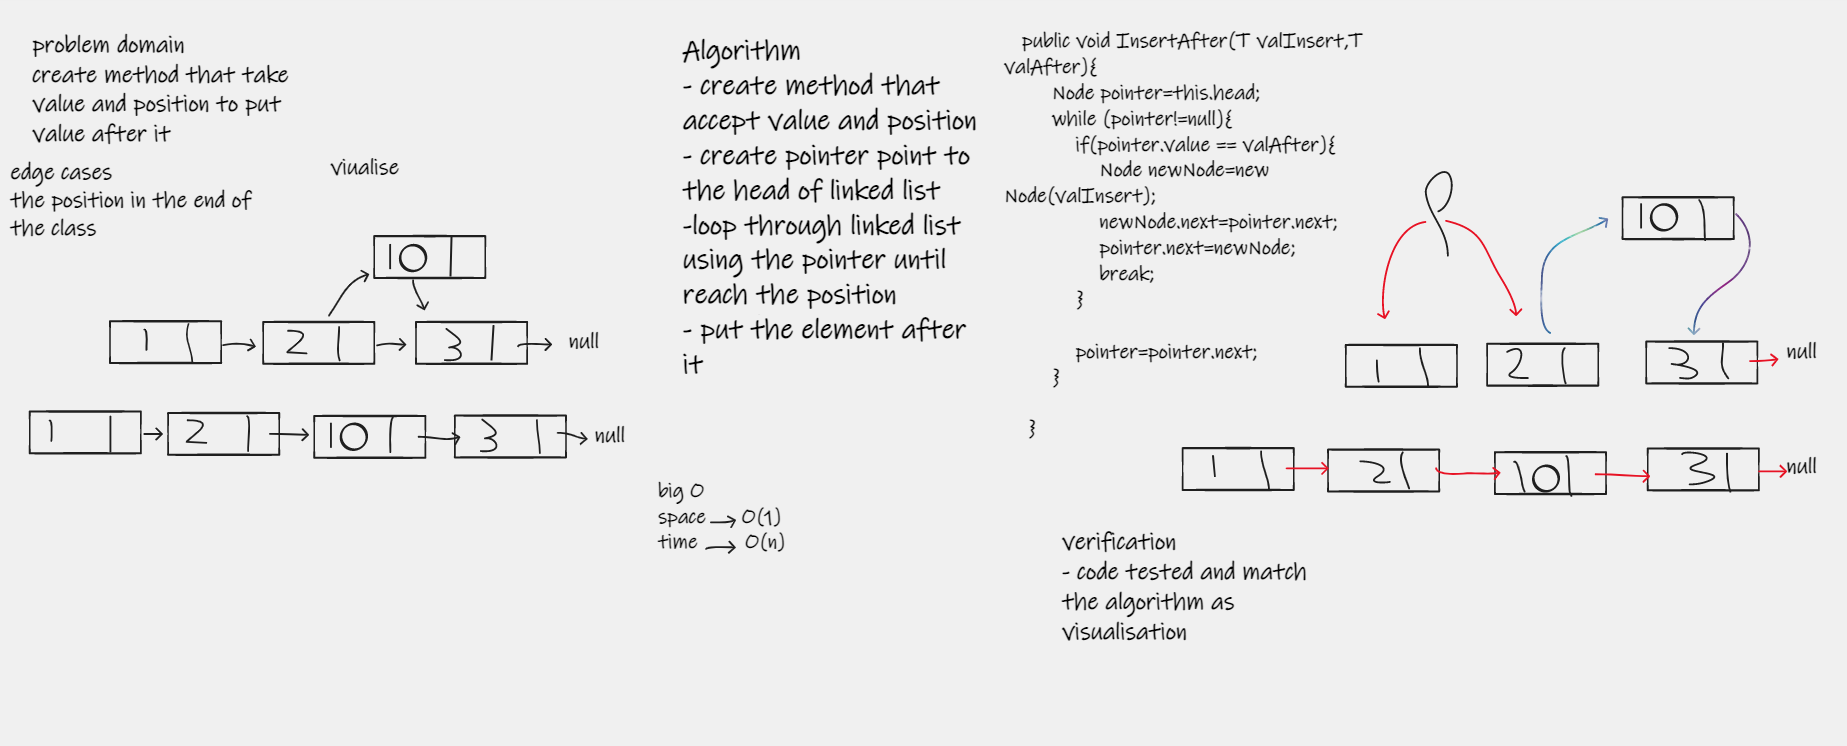 problem domain
create method that take
value and position to put
value after it
edge cases
the position in the end of
the class
viualise
10
1
2
3
null
1
2
10
3
null
Algorithm
- create method that
accept value and position
- create pointer point to
the head of linked list
-loop through linked list
using the pointer until
reach the position
- put the element after
it
big O
space → O(1)
time → O(n)
public void InsertAfter(T valInsert,T
valAfter){
Node pointer=this.head;
while (pointer!=null){
if(pointer.value == valAfter){
Node newNode=new
Node(valInsert);
newNode.next=pointer.next;
pointer.next=newNode;
break;
}
pointer=pointer.next;
}
}
P
10
1
2
3
null
1
2
10
3
null
verification
- code tested and match
the algorithm as
visualisation